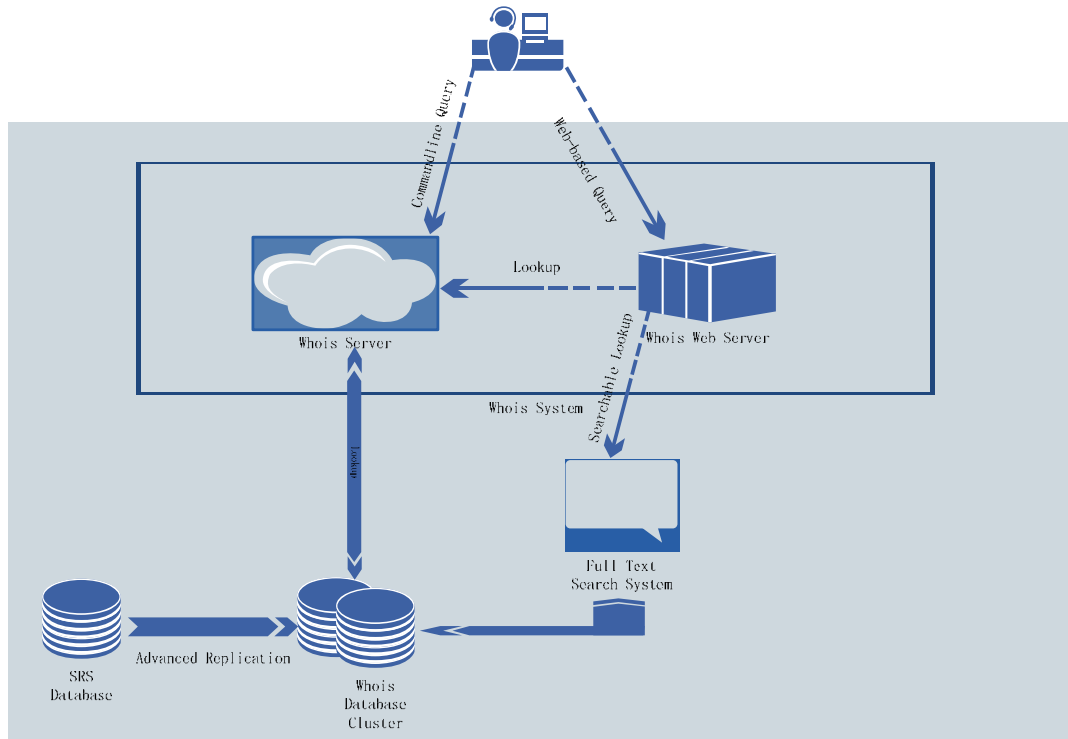 Commandline Query
Web-based Query
Lookup
Whois Server
Whois Web Server
Searchable Lookup
Whois System
Lookup
Full Text
Search System
Advanced Replication
SRS
Database
Whois
Database
Cluster